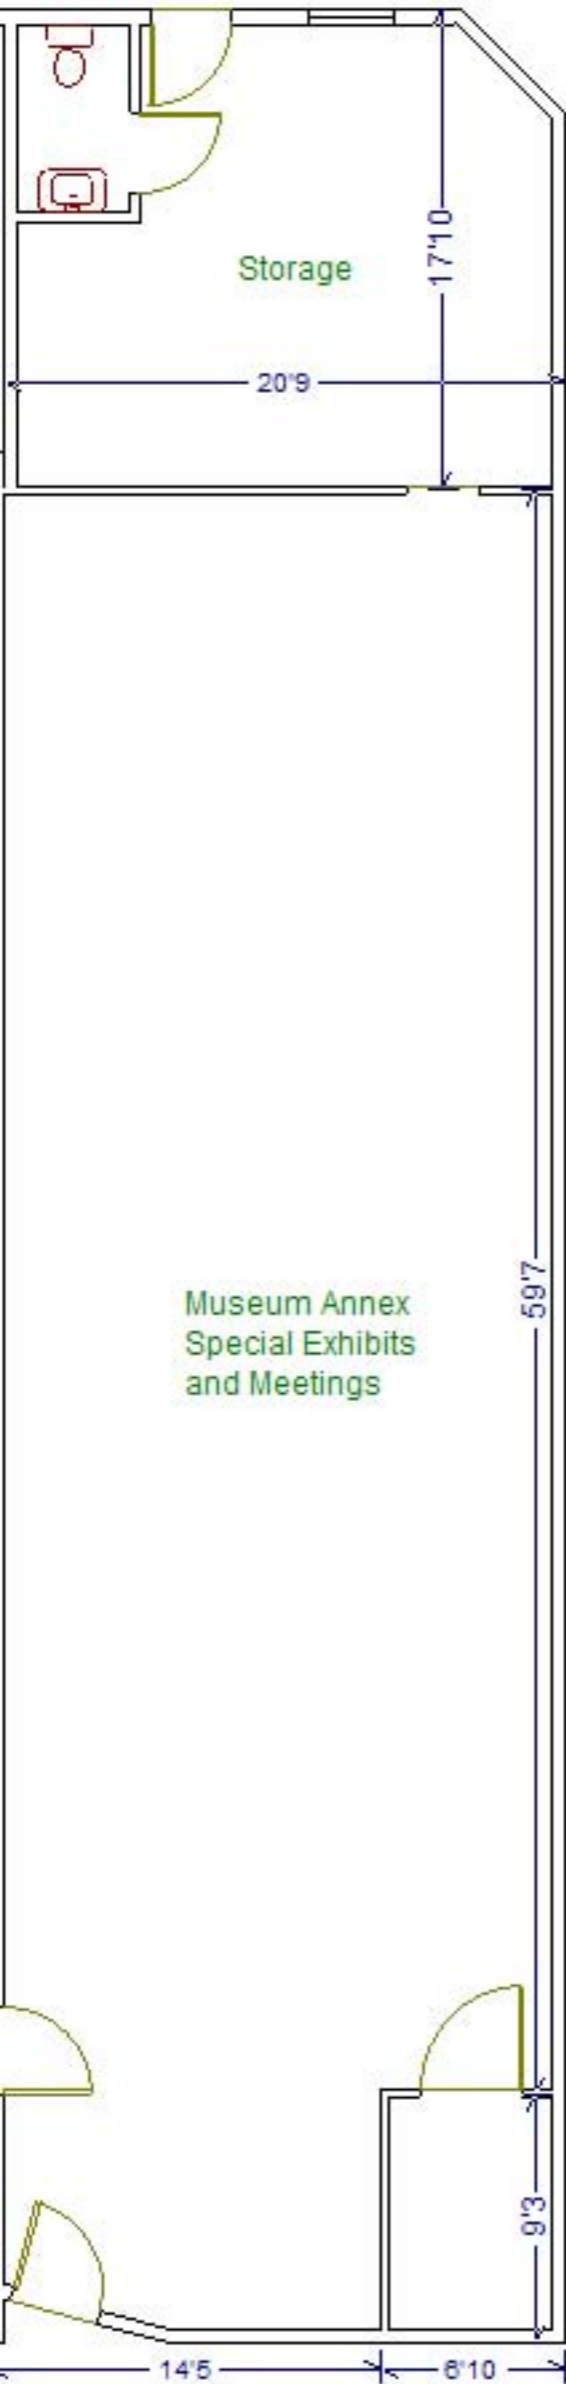 17'10
Storage
20'9
59'7
Museum Annex
Special Exhibits
and Meetings
9'3
14'5
6'10